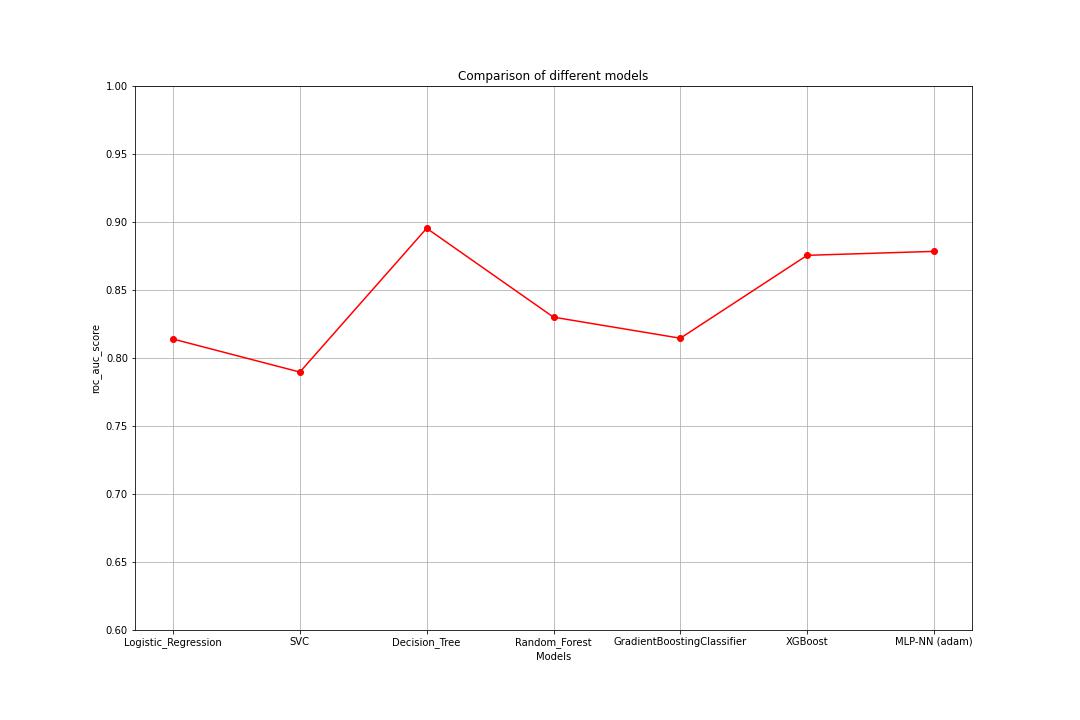 Comparison of different models
1.00
0.95
0.90
0.85
0.80
0.75
0.70
0.65
0.60
roc_auc_score
Logistic_Regression SVC Decision_Tree Random_Forest GradientBoostingClassifier XGBoost MLP-NN (adam)
Models